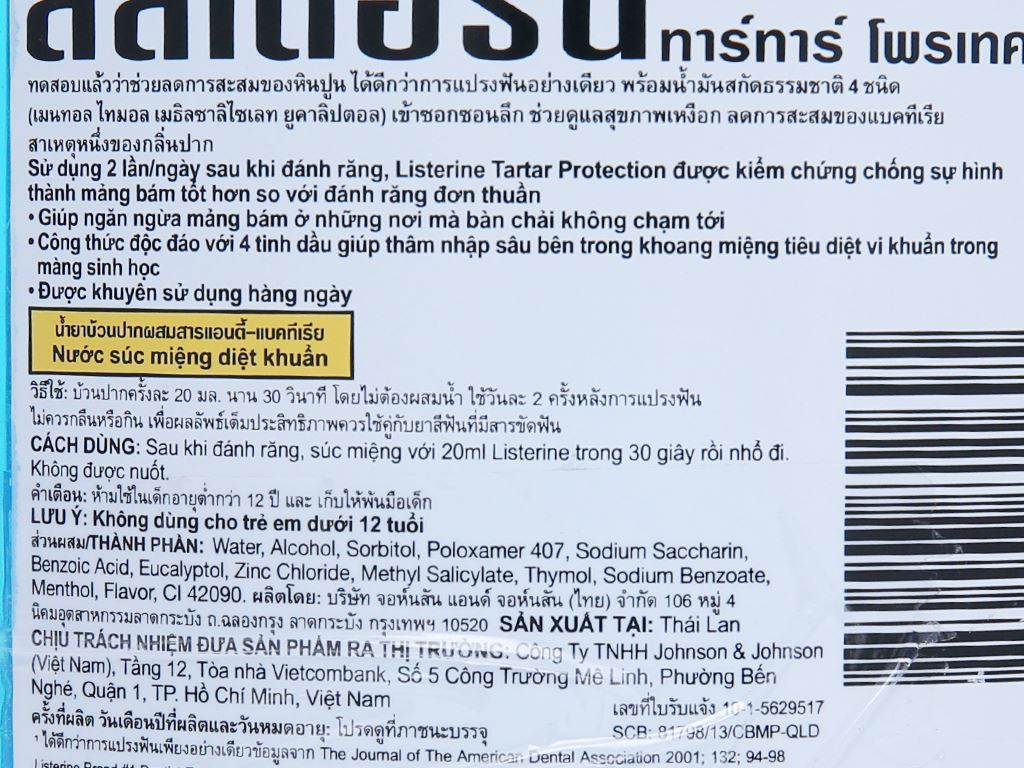 ลิสเตอรีน ทาร์ทาร์ โพรเทค
ทดสอบแล้วว่าช่วยลดการสะสมของหินปูน ได้ดีกว่าการแปรงฟันอย่างเดียว พร้อมน้ำมันสกัดธรรมชาติ 4 ชนิด
(เมนทอล ไทมอล เมธิลซาลิไซเลท ยูคาลิปตอล) เข้าซอกซอนลึก ช่วยดูแลสุขภาพเหงือก ลดการสะสมของแบคทีเรีย
สาเหตุหนึ่งของกลิ่นปาก
Sử dụng 2 lần/ngày sau khi đánh răng, Listerine Tartar Protection được kiểm chứng chống sự hình
thành mảng bám tốt hơn so với đánh răng đơn thuần
• Giúp ngăn ngừa mảng bám ở những nơi mà bàn chải không chạm tới
• Công thức độc đáo với 4 tinh dầu giúp thâm nhập sâu bên trong khoang miệng tiêu diệt vi khuẩn trong
màng sinh học
• Được khuyên sử dụng hàng ngày
น้ำยาบ้วนปากผสมสารแอนตี้-แบคทีเรีย
Nước súc miệng diệt khuẩn
วิธีใช้: บ้วนปากครั้งละ 20 มล. นาน 30 วินาที โดยไม่ต้องผสมน้ำ ใช้วันละ 2 ครั้งหลังการแปรงฟัน
ไม่ควรกลืนหรือกิน เพื่อผลลัพธ์เต็มประสิทธิภาพควรใช้คู่กับยาสีฟันที่มีสารขัดฟัน
CÁCH DÙNG: Sau khi đánh răng, súc miệng với 20ml Listerine trong 30 giây rồi nhổ đi.
Không được nuốt.
คำเตือน: ห้ามใช้ในเด็กอายุต่ำกว่า 12 ปี และ เก็บให้พ้นมือเด็ก
LƯU Ý: Không dùng cho trẻ em dưới 12 tuổi
ส่วนผสม/THÀNH PHẦN: Water, Alcohol, Sorbitol, Poloxamer 407, Sodium Saccharin,
Benzoic Acid, Eucalyptol, Zinc Chloride, Methyl Salicylate, Thymol, Sodium Benzoate,
Menthol, Flavor, CI 42090. ผลิตโดย: บริษัท จอห์นสัน แอนด์ จอห์นสัน (ไทย) จำกัด 106 หมู่ 4
นิคมอุตสาหกรรมลาดกระบัง ถ.ฉลองกรุง ลาดกระบัง กรุงเทพฯ 10520 SẢN XUẤT TẠI: Thái Lan
CHỊU TRÁCH NHIỆM ĐƯA SẢN PHẨM RA THỊ TRƯỜNG: Công Ty TNHH Johnson & Johnson
(Việt Nam), Tầng 12, Tòa nhà Vietcombank, Số 5 Công Trường Mê Linh, Phường Bến
Nghé, Quận 1, TP. Hồ Chí Minh, Việt Nam
เลขที่ใบรับแจ้ง 10-1-5629517
ครั้งที่ผลิต วันเดือนปีที่ผลิตและวันหมดอายุ: โปรดดูที่ภาชนะบรรจุ
SCB: 81798/13/CBMP-QLD
¹ ได้ดีกว่าการแปรงฟันเพียงอย่างเดียวข้อมูลจาก The Journal of The American Dental Association 2001; 132; 94-98
Listerine Brand #1